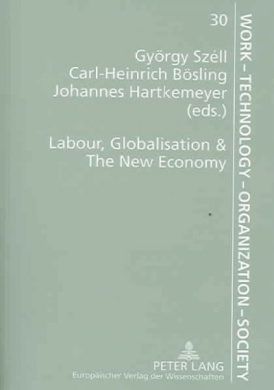 30
György Széll
Carl-Heinrich Bösling
Johannes Hartkemeyer
(eds.)
Labour, Globalisation &
The New Economy
WORK – TECHNOLOGY – ORGANIZATION – SOCIETY
PETER LANG
Europäischer Verlag der Wissenschaften